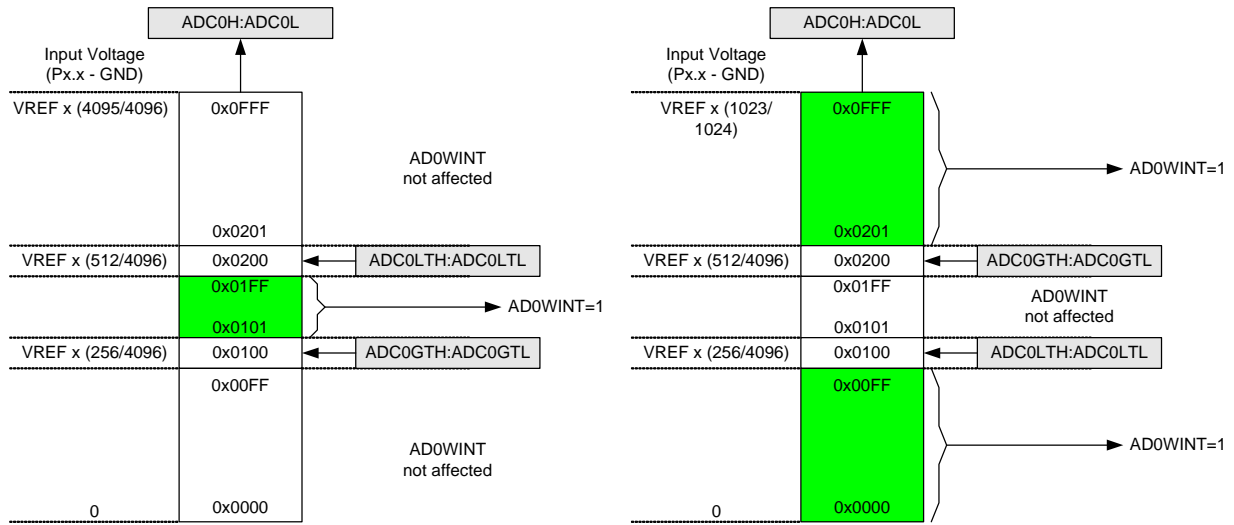 ADC0H:ADC0L
Input Voltage
(Px.x - GND)
VREF x (4095/4096)
0x0FFF
AD0WINT
not affected
0x0201
VREF x (512/4096)
0x0200
ADC0LTH:ADC0LTL
0x01FF
AD0WINT=1
0x0101
VREF x (256/4096)
0x0100
ADC0GTH:ADC0GTL
0x00FF
AD0WINT
not affected
0
0x0000
ADC0H:ADC0L
Input Voltage
(Px.x - GND)
VREF x (1023/
1024)
0x0FFF
AD0WINT=1
0x0201
VREF x (512/4096)
0x0200
ADC0GTH:ADC0GTL
0x01FF
AD0WINT
not affected
0x0101
VREF x (256/4096)
0x0100
ADC0LTH:ADC0LTL
0x00FF
AD0WINT=1
0
0x0000